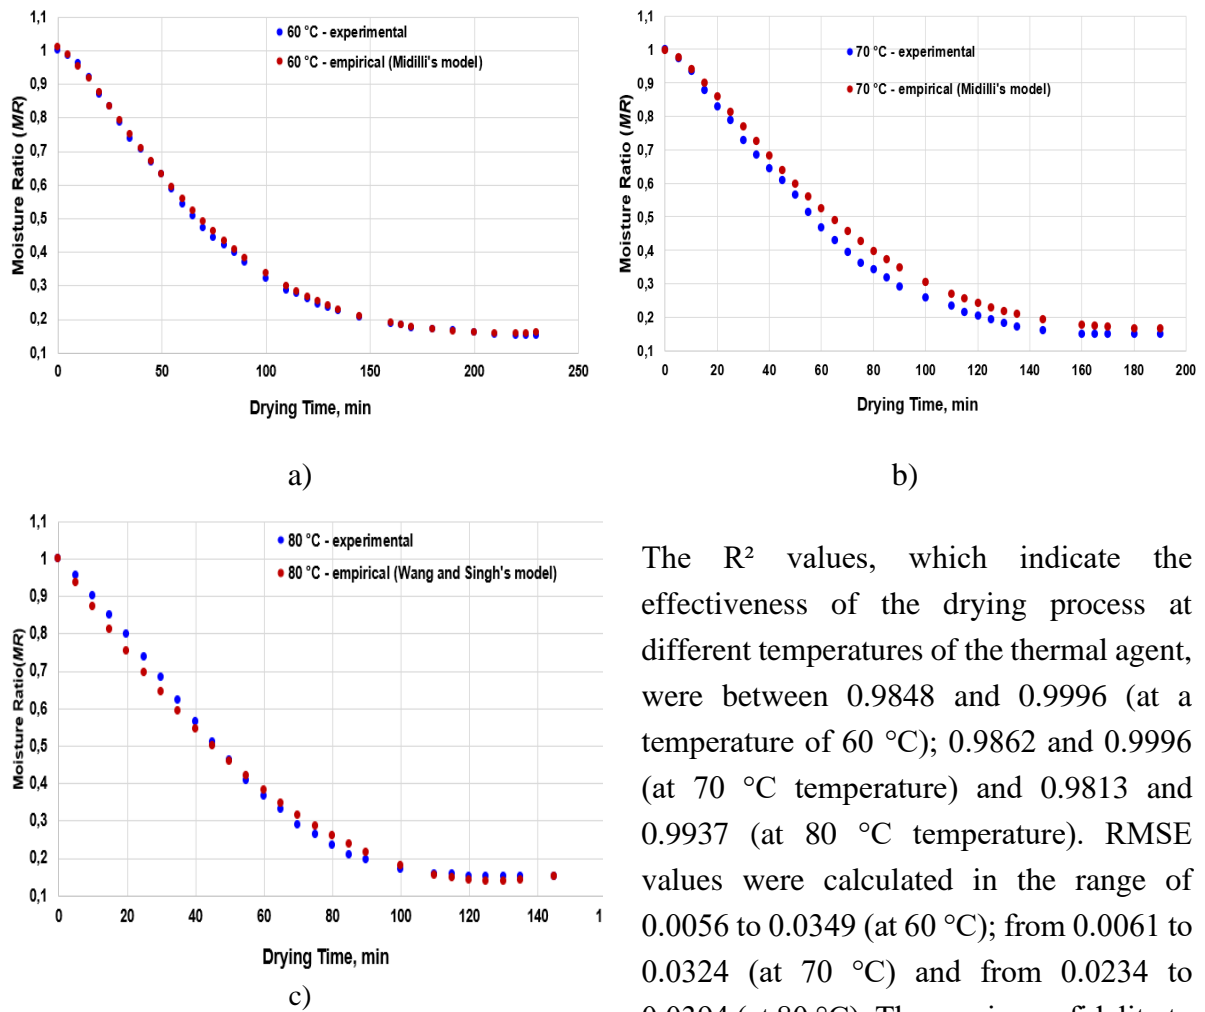 1,1
1
0,9
0,8
0,7
0,6
0,5
0,4
0,3
0,2
0,1
Moisture Ratio (MR)
60 °C - experimental
60 °C - empirical (Midilli's model)
0 50 100 150 200 250
Drying Time, min
a)
1,1
1
0,9
0,8
0,7
0,6
0,5
0,4
0,3
0,2
0,1
Moisture Ratio (MR)
70 °C - experimental
70 °C - empirical (Midilli's model)
0 20 40 60 80 100 120 140 160 180 200
Drying Time, min
b)
1,1
1
0,9
0,8
0,7
0,6
0,5
0,4
0,3
0,2
0,1
Moisture Ratio(MR)
80 °C - experimental
80 °C - empirical (Wang and Singh's model)
0 20 40 60 80 100 120 140 1
Drying Time, min
c)
The R² values, which indicate the
effectiveness of the drying process at
different temperatures of the thermal agent,
were between 0.9848 and 0.9996 (at a
temperature of 60 °C); 0.9862 and 0.9996
(at 70 °C temperature) and 0.9813 and
0.9937 (at 80 °C temperature). RMSE
values were calculated in the range of
0.0056 to 0.0349 (at 60 °C); from 0.0061 to
0.0324 (at 70 °C) and from 0.0234 to